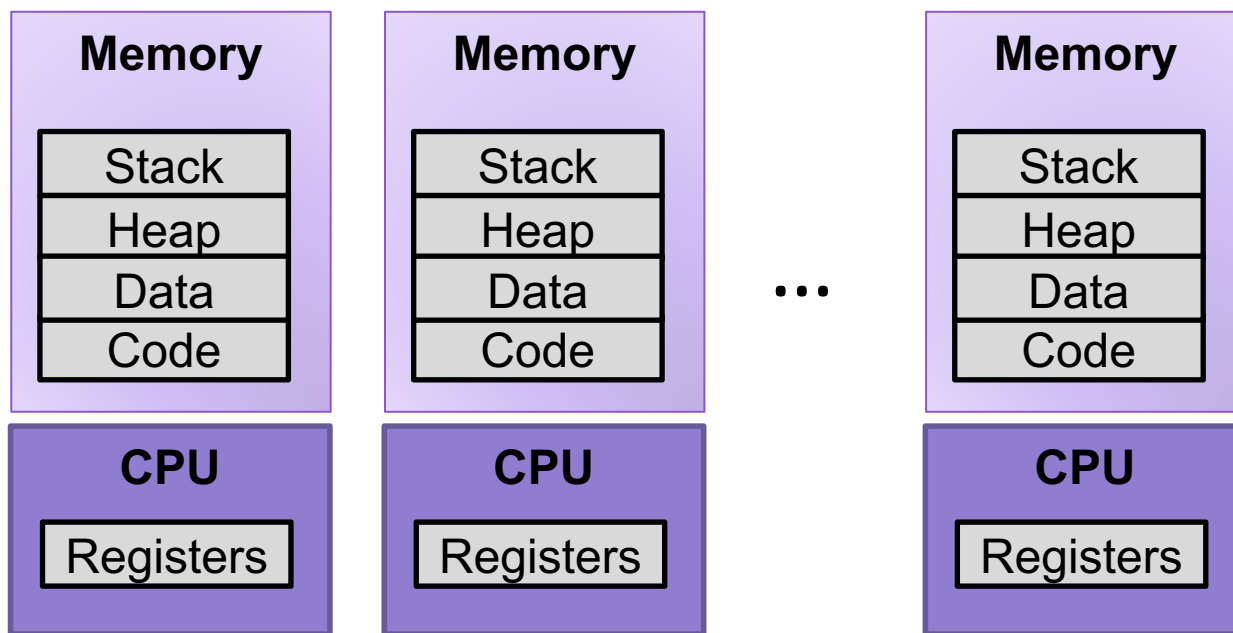 Memory
Stack
Heap
Data
Code
CPU
Registers
Memory
Stack
Heap
Data
Code
CPU
Registers
...
Memory
Stack
Heap
Data
Code
CPU
Registers